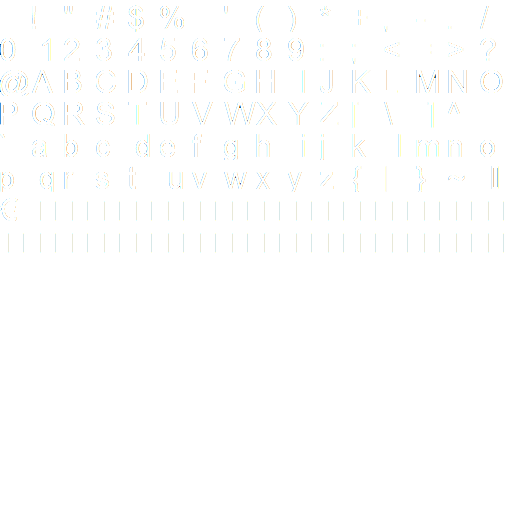 ! " # $ % ' ( ) * + , - . /
0 1 2 3 4 5 6 7 8 9 : ; < = > ?
@ A B C D E F G H I J K L M N O
P Q R S T U V W X Y Z [ \ ] ^
` a b c d e f g h i j k l m n o
p q r s t u v w x y z { | } ~
€